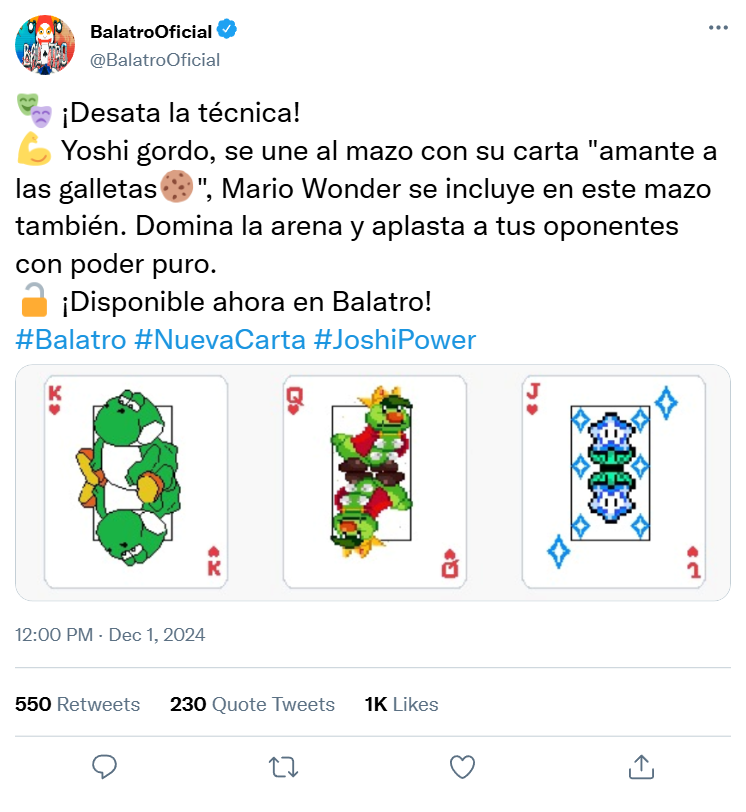 BalatroOficial
@BalatroOficial
🎭 ¡Desata la técnica!
💪 Yoshi gordo, se une al mazo con su carta "amante a
las galletas🍪", Mario Wonder se incluye en este mazo
también. Domina la arena y aplasta a tus oponentes
con poder puro.
🔓 ¡Disponible ahora en Balatro!
#Balatro #NuevaCarta #JoshiPower
K
K
Q
Q
J
J
12:00 PM · Dec 1, 2024
550 Retweets 230 Quote Tweets 1K Likes